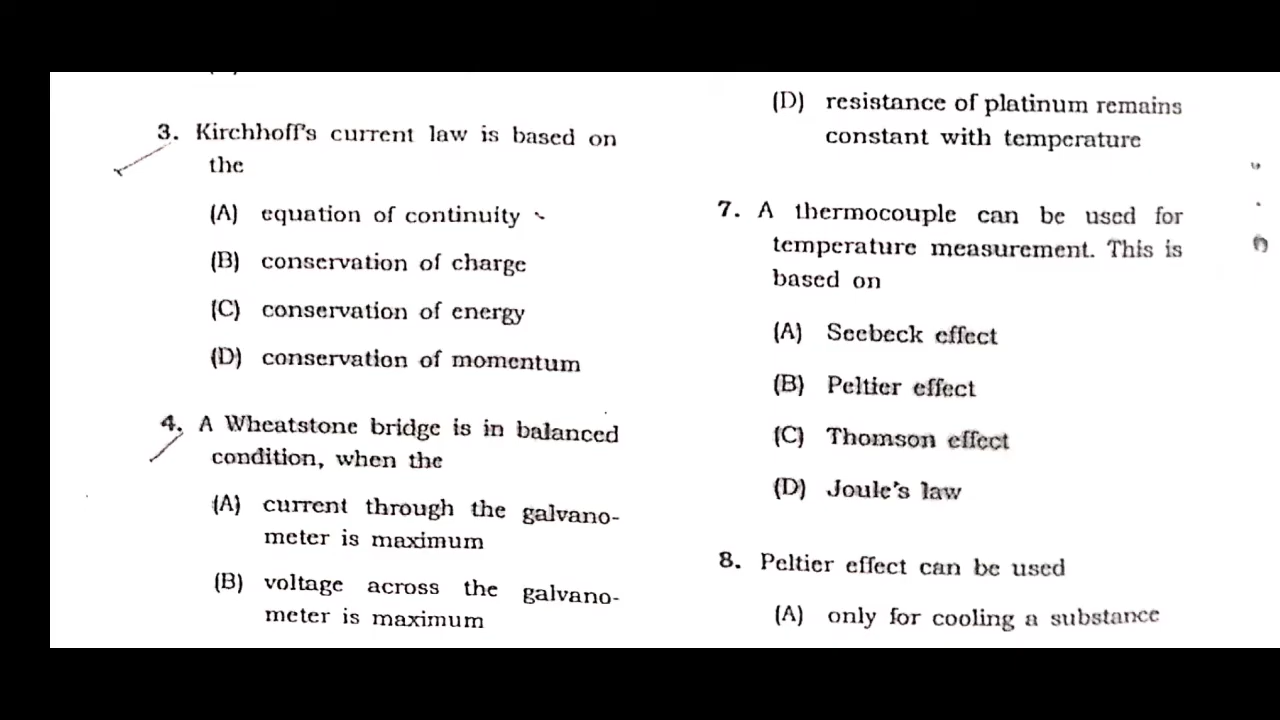 3. Kirchhoff's current law is based on
the
(A) equation of continuity
(B) conservation of charge
(C) conservation of energy
(D) conservation of momentum
4. A Wheatstone bridge is in balanced
condition, when the
(A) current through the galvano-
meter is maximum
(B) voltage across the galvano-
meter is maximum
(D) resistance of platinum remains
constant with temperature
7. A thermocouple can be used for
temperature measurement. This is
based on
(A) Seebeck effect
(B) Peltier effect
(C) Thomson effect
(D) Joule's law
8. Peltier effect can be used
(A) only for cooling a substance